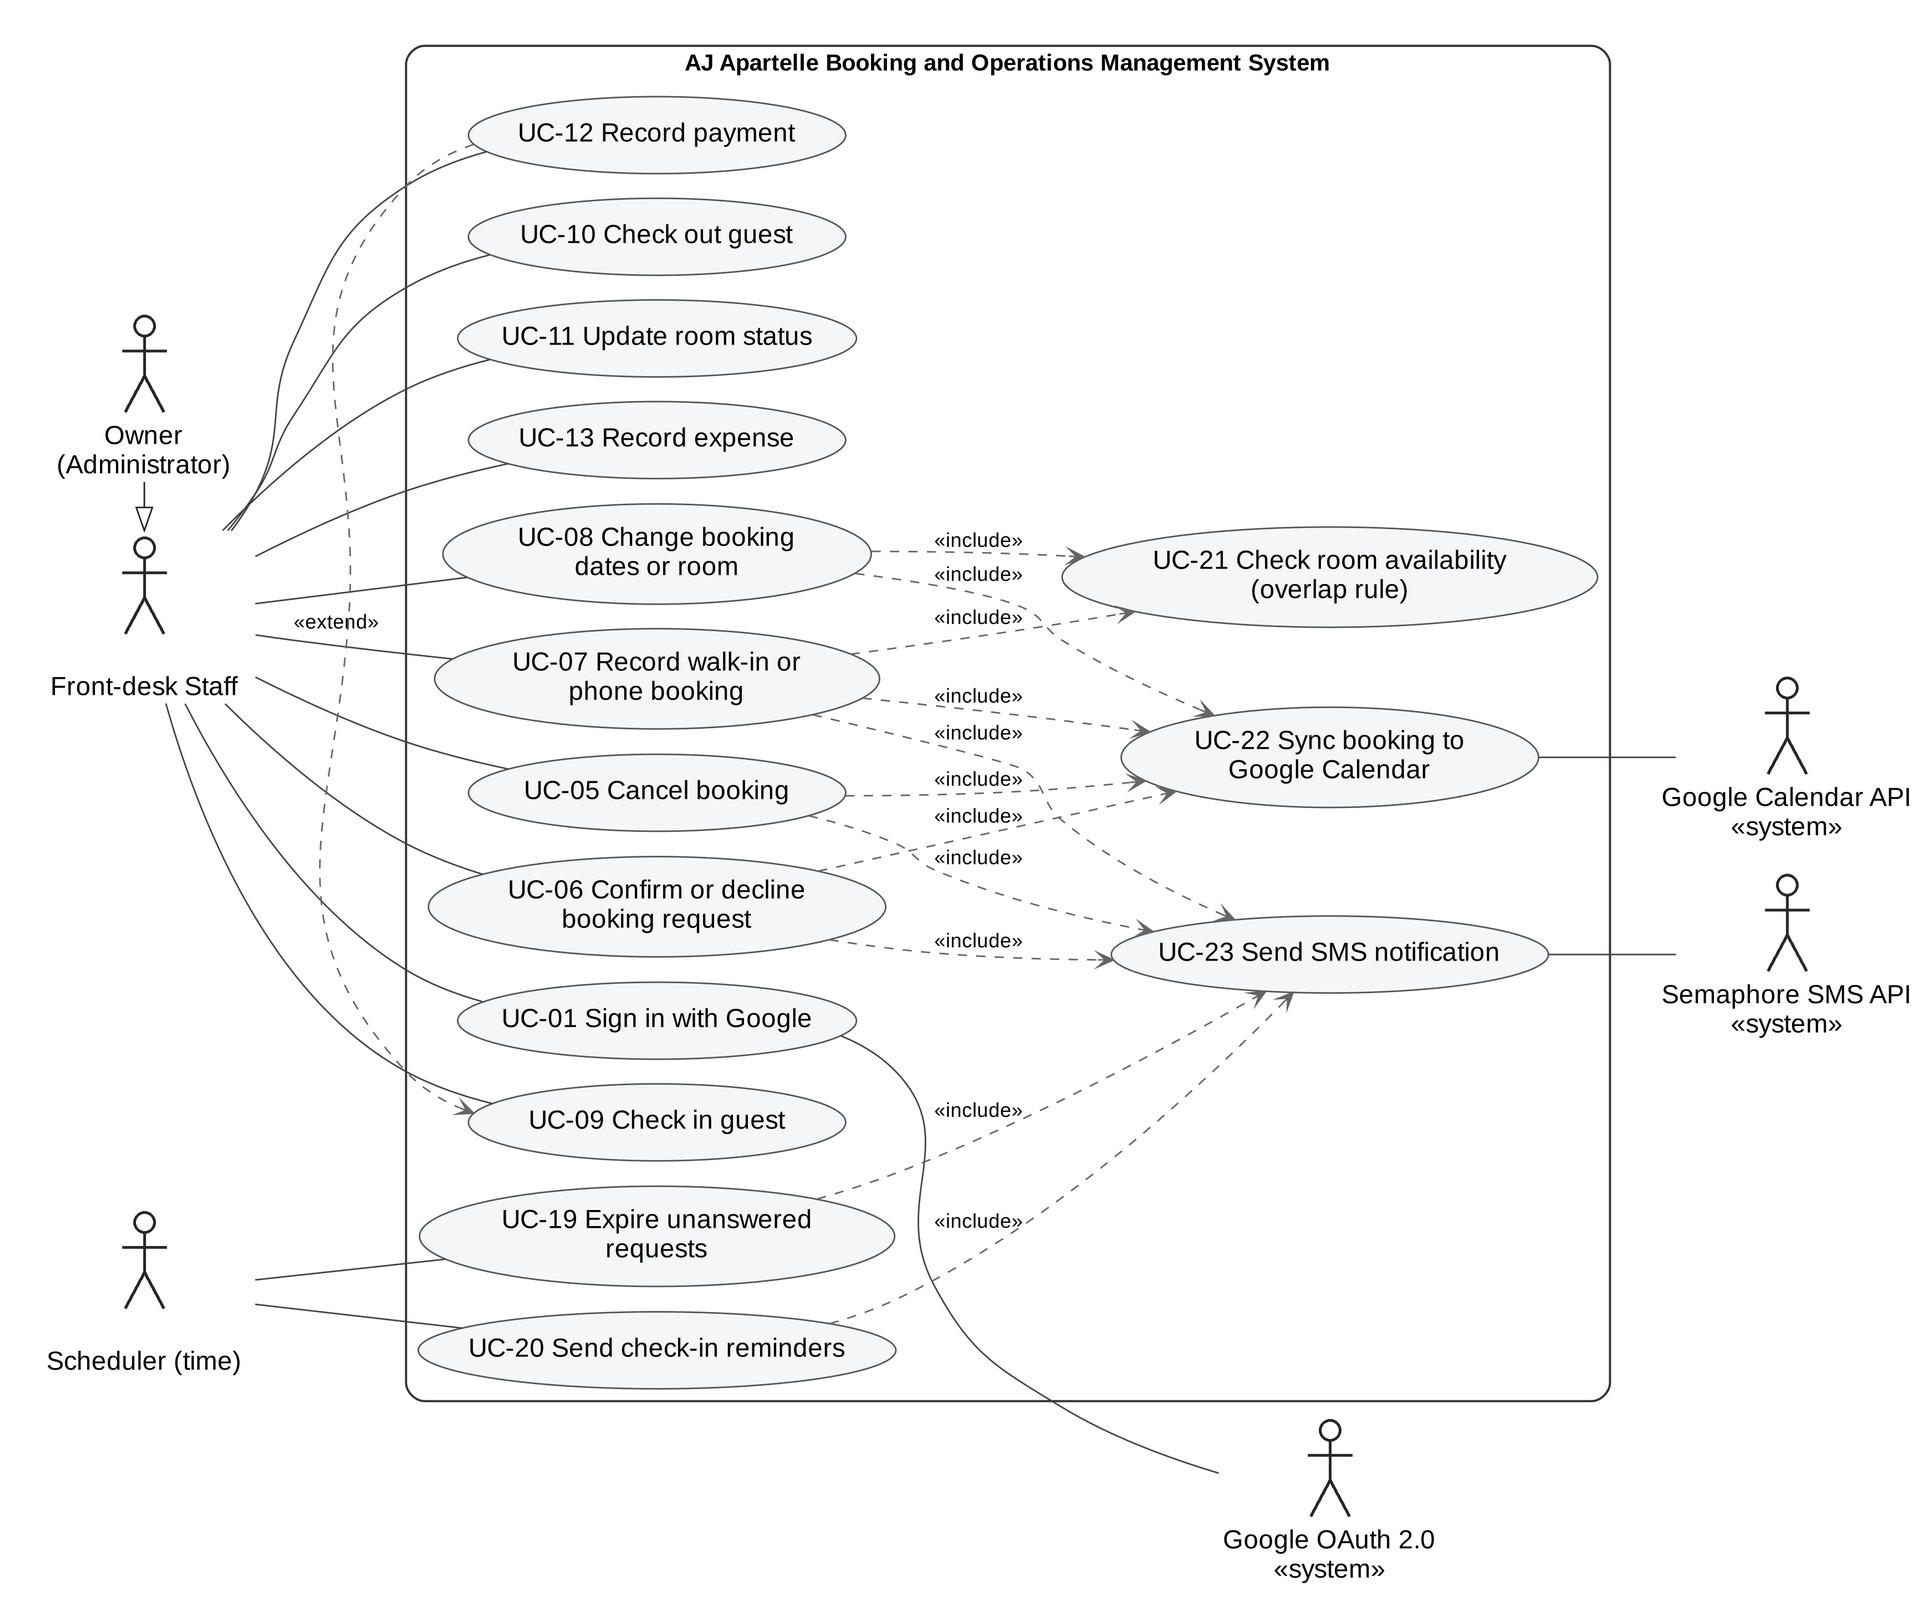 AJ Apartelle Booking and Operations Management System
UC-12 Record payment
UC-10 Check out guest
UC-11 Update room status
UC-13 Record expense
UC-08 Change booking
dates or room
UC-07 Record walk-in or
phone booking
UC-05 Cancel booking
UC-06 Confirm or decline
booking request
UC-01 Sign in with Google
UC-09 Check in guest
UC-19 Expire unanswered
requests
UC-20 Send check-in reminders
Owner
(Administrator)
Front-desk Staff
Scheduler (time)
«extend»
«include»
«include»
«include»
«include»
«include»
«include»
«include»
«include»
«include»
«include»
«include»
UC-21 Check room availability
(overlap rule)
UC-22 Sync booking to
Google Calendar
UC-23 Send SMS notification
Google Calendar API
«system»
Semaphore SMS API
«system»
Google OAuth 2.0
«system»